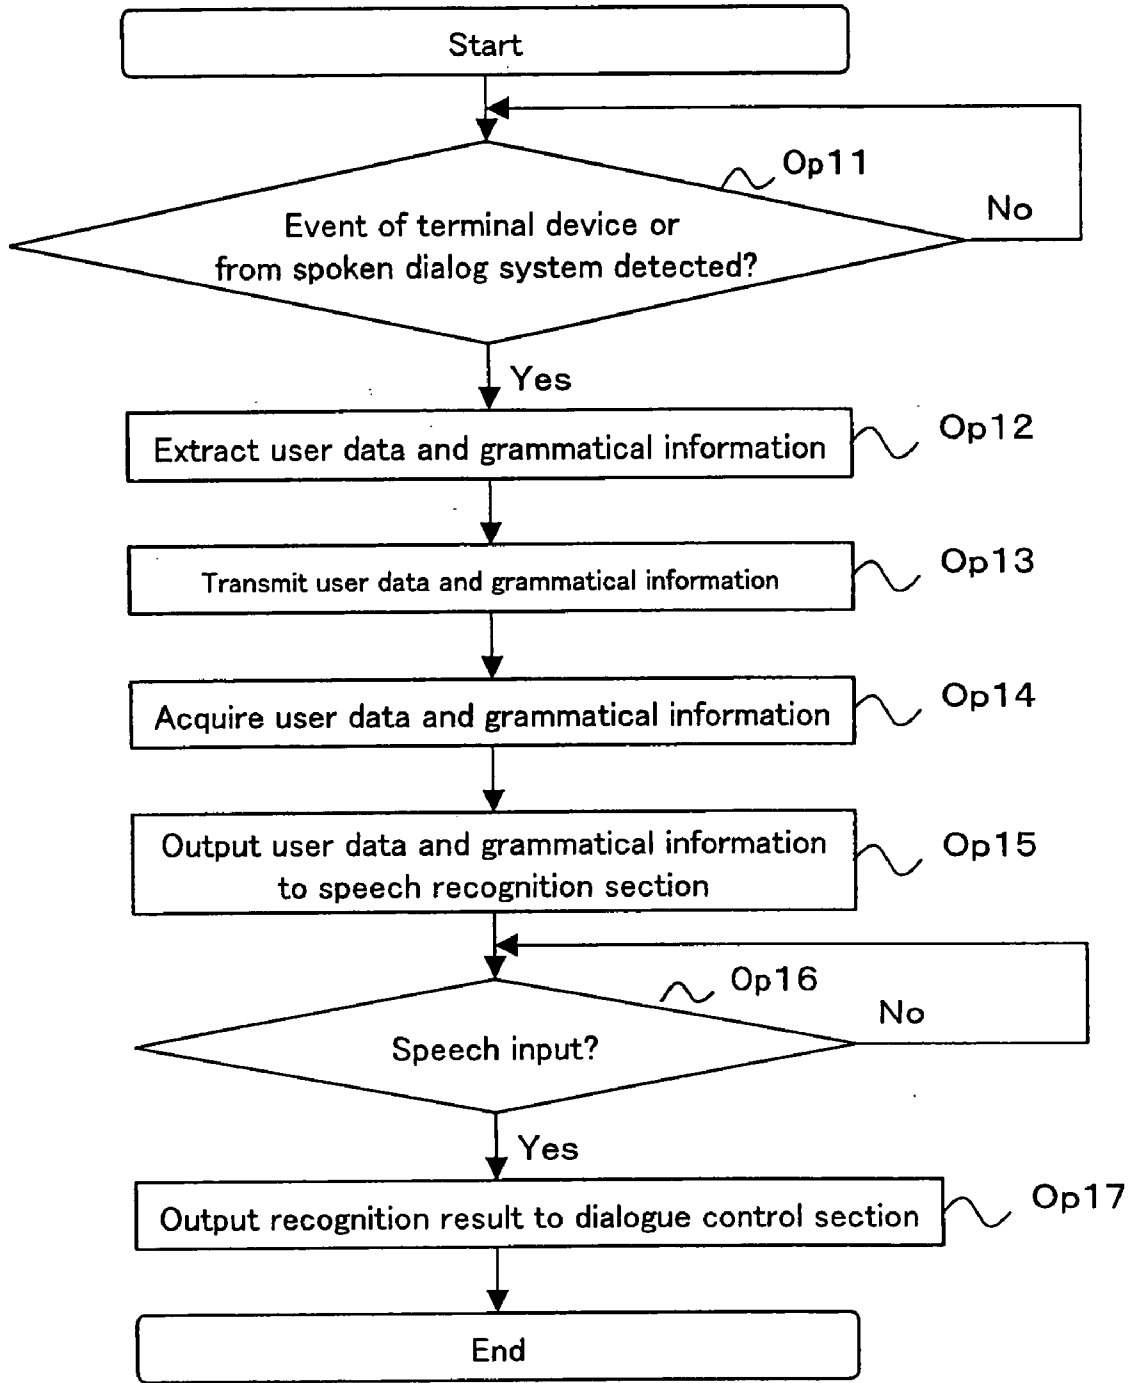 Start
Op11
Event of terminal device or
from spoken dialog system detected?
No
Yes
Extract user data and grammatical information
Op12
Transmit user data and grammatical information
Op13
Acquire user data and grammatical information
Op14
Output user data and grammatical information
to speech recognition section
Op15
Op16
Speech input?
No
Yes
Output recognition result to dialogue control section
Op17
End